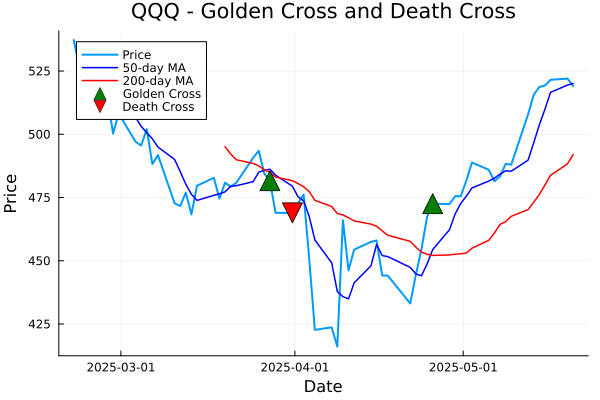 QQQ - Golden Cross and Death Cross
Price
50-day MA
200-day MA
Golden Cross
Death Cross
Price
525
500
475
450
425
2025-03-01
2025-04-01
2025-05-01
Date